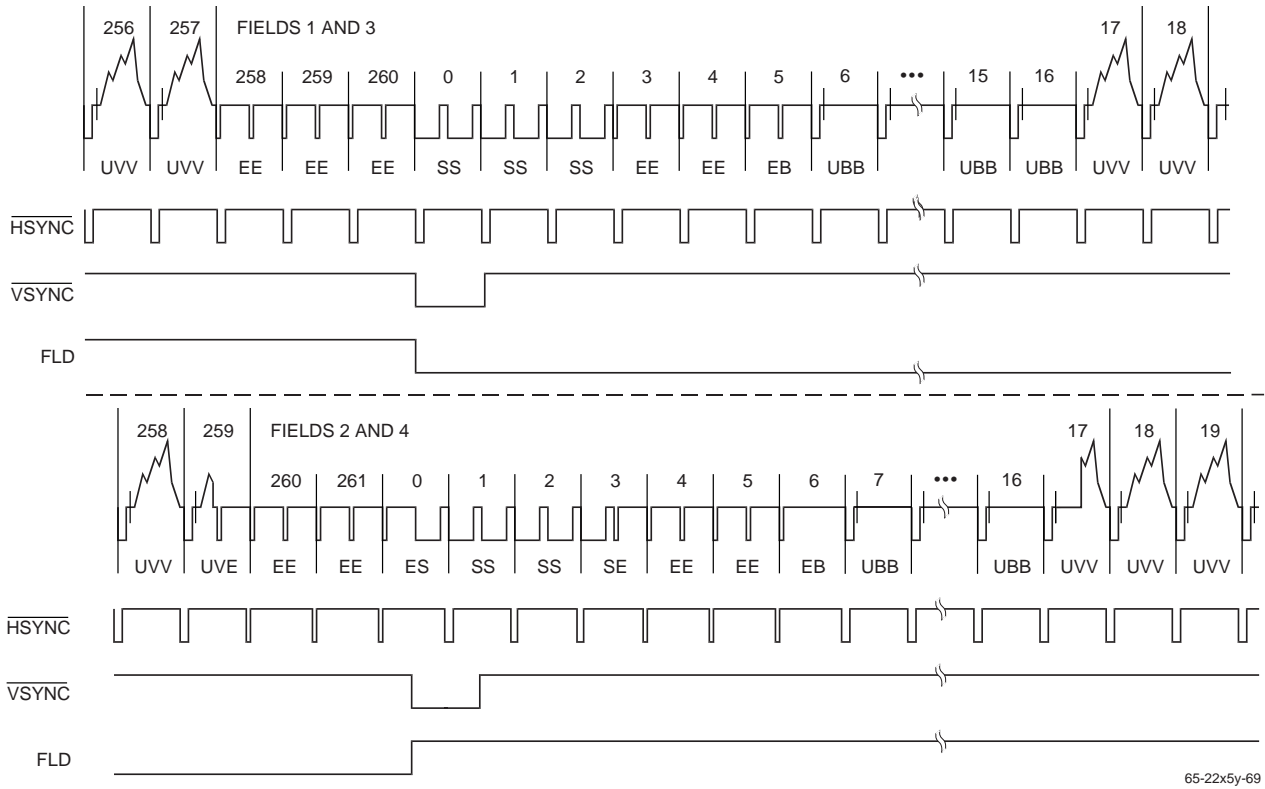 256 257 FIELDS 1 AND 3 17 18
258 259 260 0 1 2 3 4 5 6 ••• 15 16
UVV UVV EE EE EE SS SS SS EE EE EB UBB UBB UBB UVV UVV
HSYNC
VSYNC
FLD
258 259 FIELDS 2 AND 4 17 18 19
260 261 0 1 2 3 4 5 6 7 ••• 16
UVV UVE EE EE ES SS SS SE EE EE EB UBB UBB UVV UVV UVV
HSYNC
VSYNC
FLD
65-22x5y-69